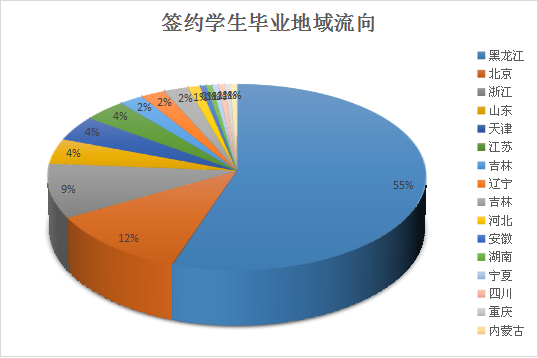 签约学生毕业地域流向
黑龙江
北京
浙江
山东
天津
江苏
吉林
辽宁
吉林
河北
安徽
湖南
宁夏
四川
重庆
内蒙古
55%
12%
9%
4%
4%
4%
2%
2%
2%
1%